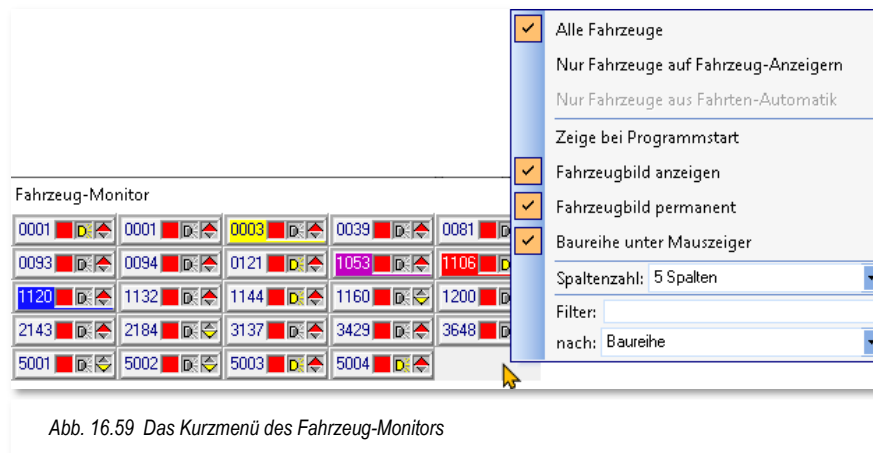 Alle Fahrzeuge
Nur Fahrzeuge auf Fahrzeug-Anzeigern
Nur Fahrzeuge aus Fahrten-Automatik
Zeige bei Programmstart
Fahrzeugbild anzeigen
Fahrzeugbild permanent
Baureihe unter Mauszeiger
Spaltenzahl: 5 Spalten
Filter:
nach: Baureihe
Fahrzeug-Monitor
0001 D 0001 D 0003 D 0039 D 0081 D
0093 D 0094 D 0121 D 1053 D 1106 D
1120 D 1132 D 1144 D 1160 D 1200 D
2143 D 2184 D 3137 D 3429 D 3648 D
5001 D 5002 D 5003 D 5004 D
Abb. 16.59 Das Kurzmenü des Fahrzeug-Monitors